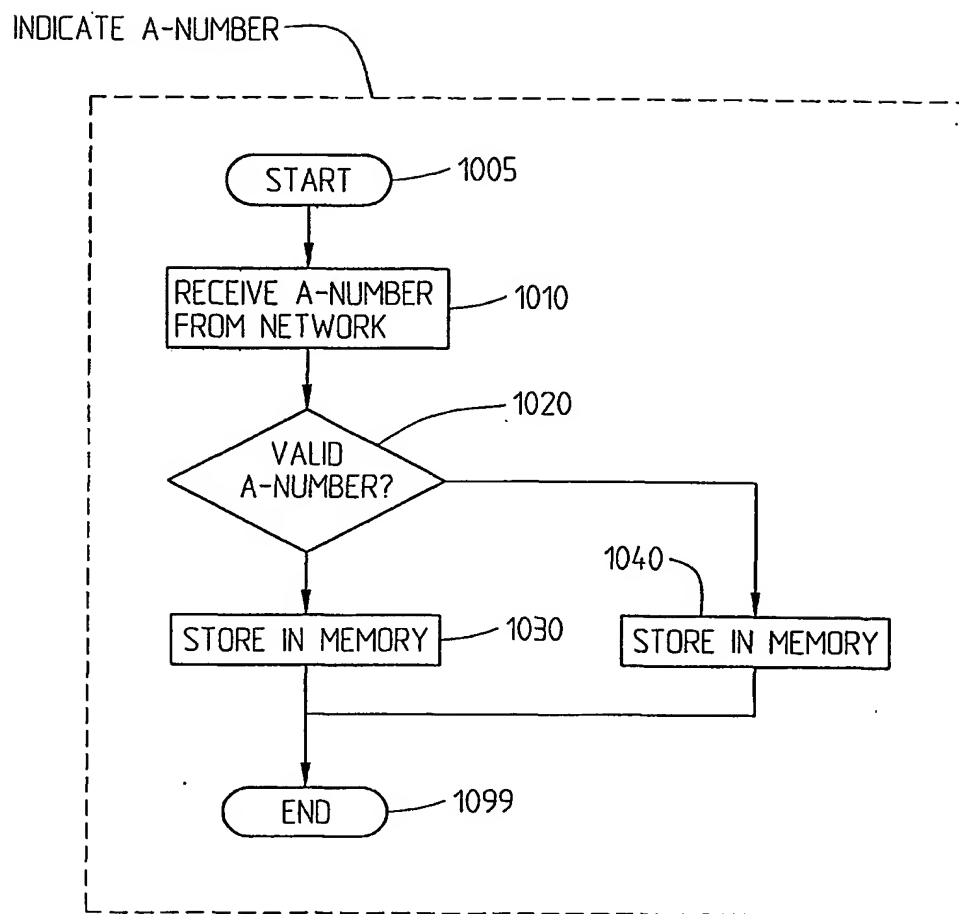 INDICATE A-NUMBER
START
1005
RECEIVE A-NUMBER
FROM NETWORK
1010
1020
VALID
A-NUMBER?
1040
STORE IN MEMORY
1030
STORE IN MEMORY
END
1099